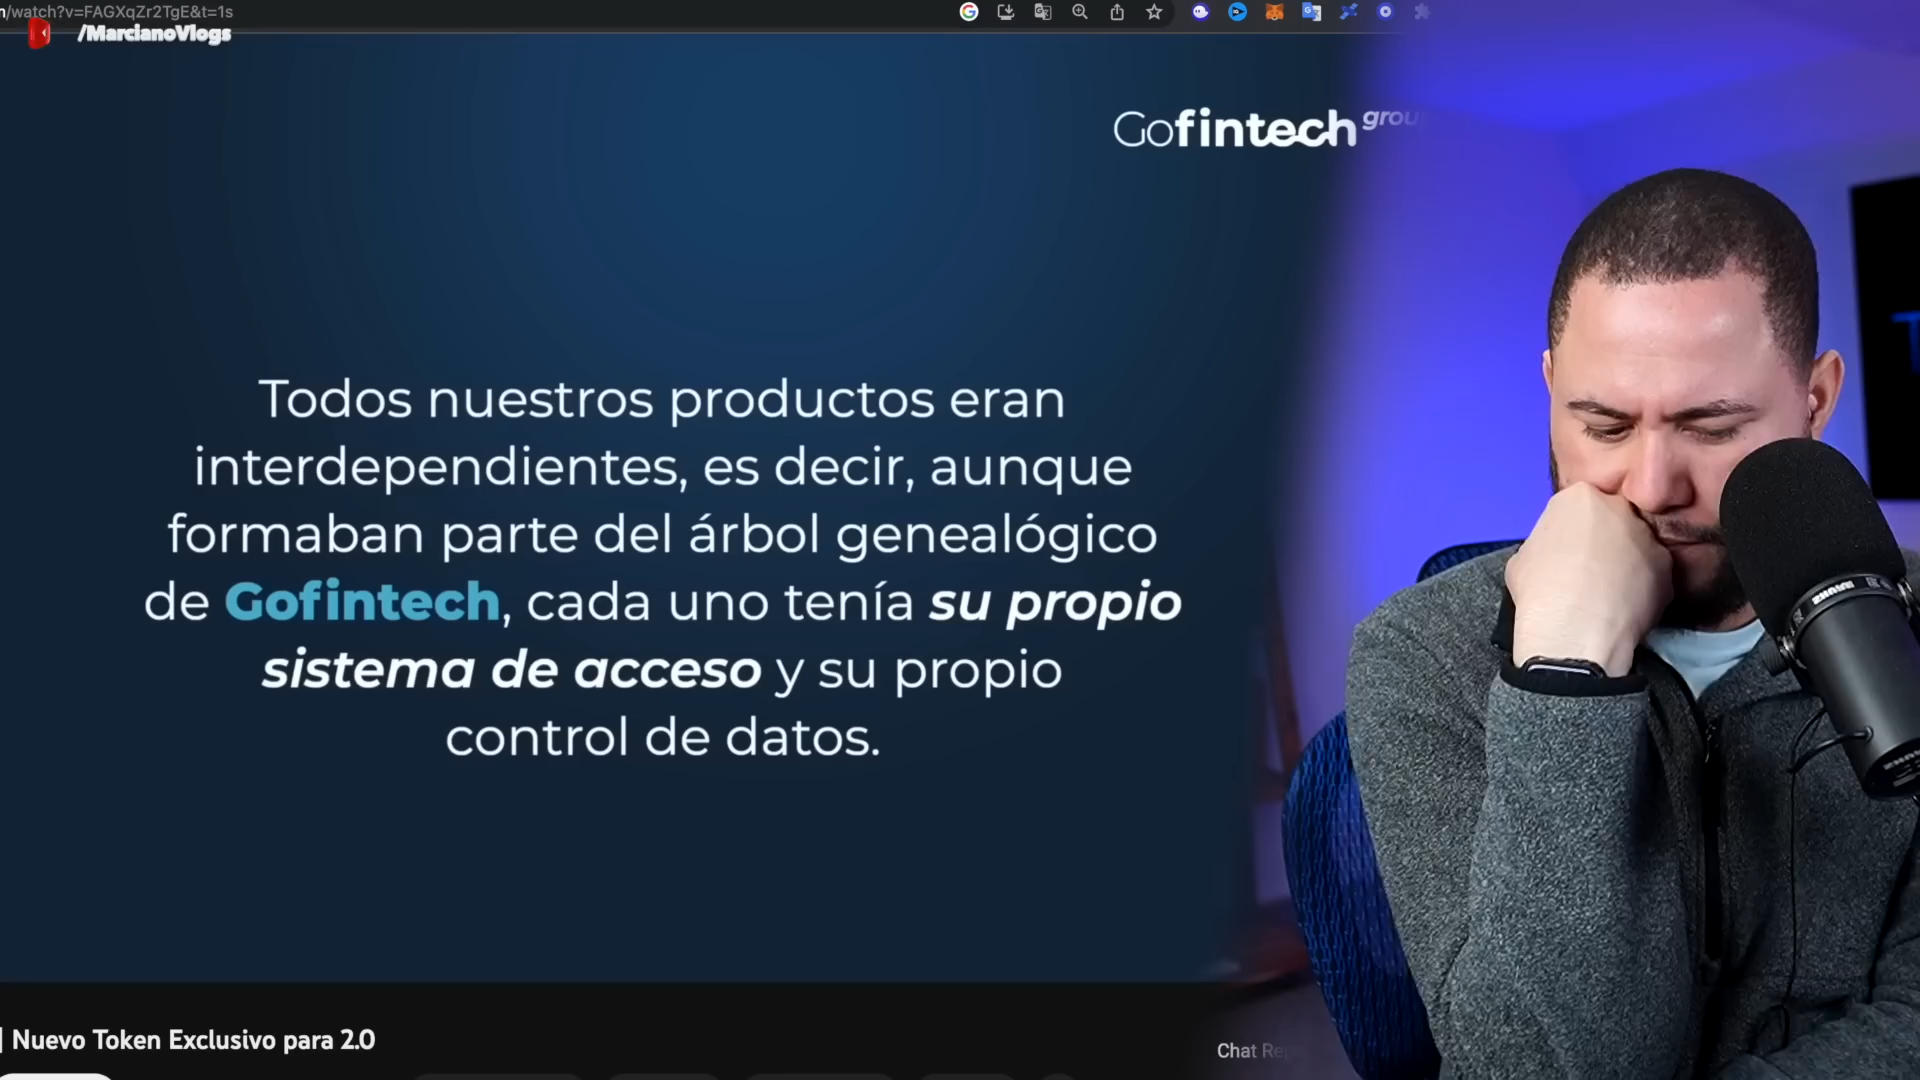 /watch?v=FAGXqZr2TgE&t=1s
/MarcianoVlogs
Gofintech
Todos nuestros productos eran
interdependientes, es decir, aunque
formaban parte del árbol genealógico
de Gofintech, cada uno tenía su propio
sistema de acceso y su propio
control de datos.
| Nuevo Token Exclusivo para 2.0
Chat